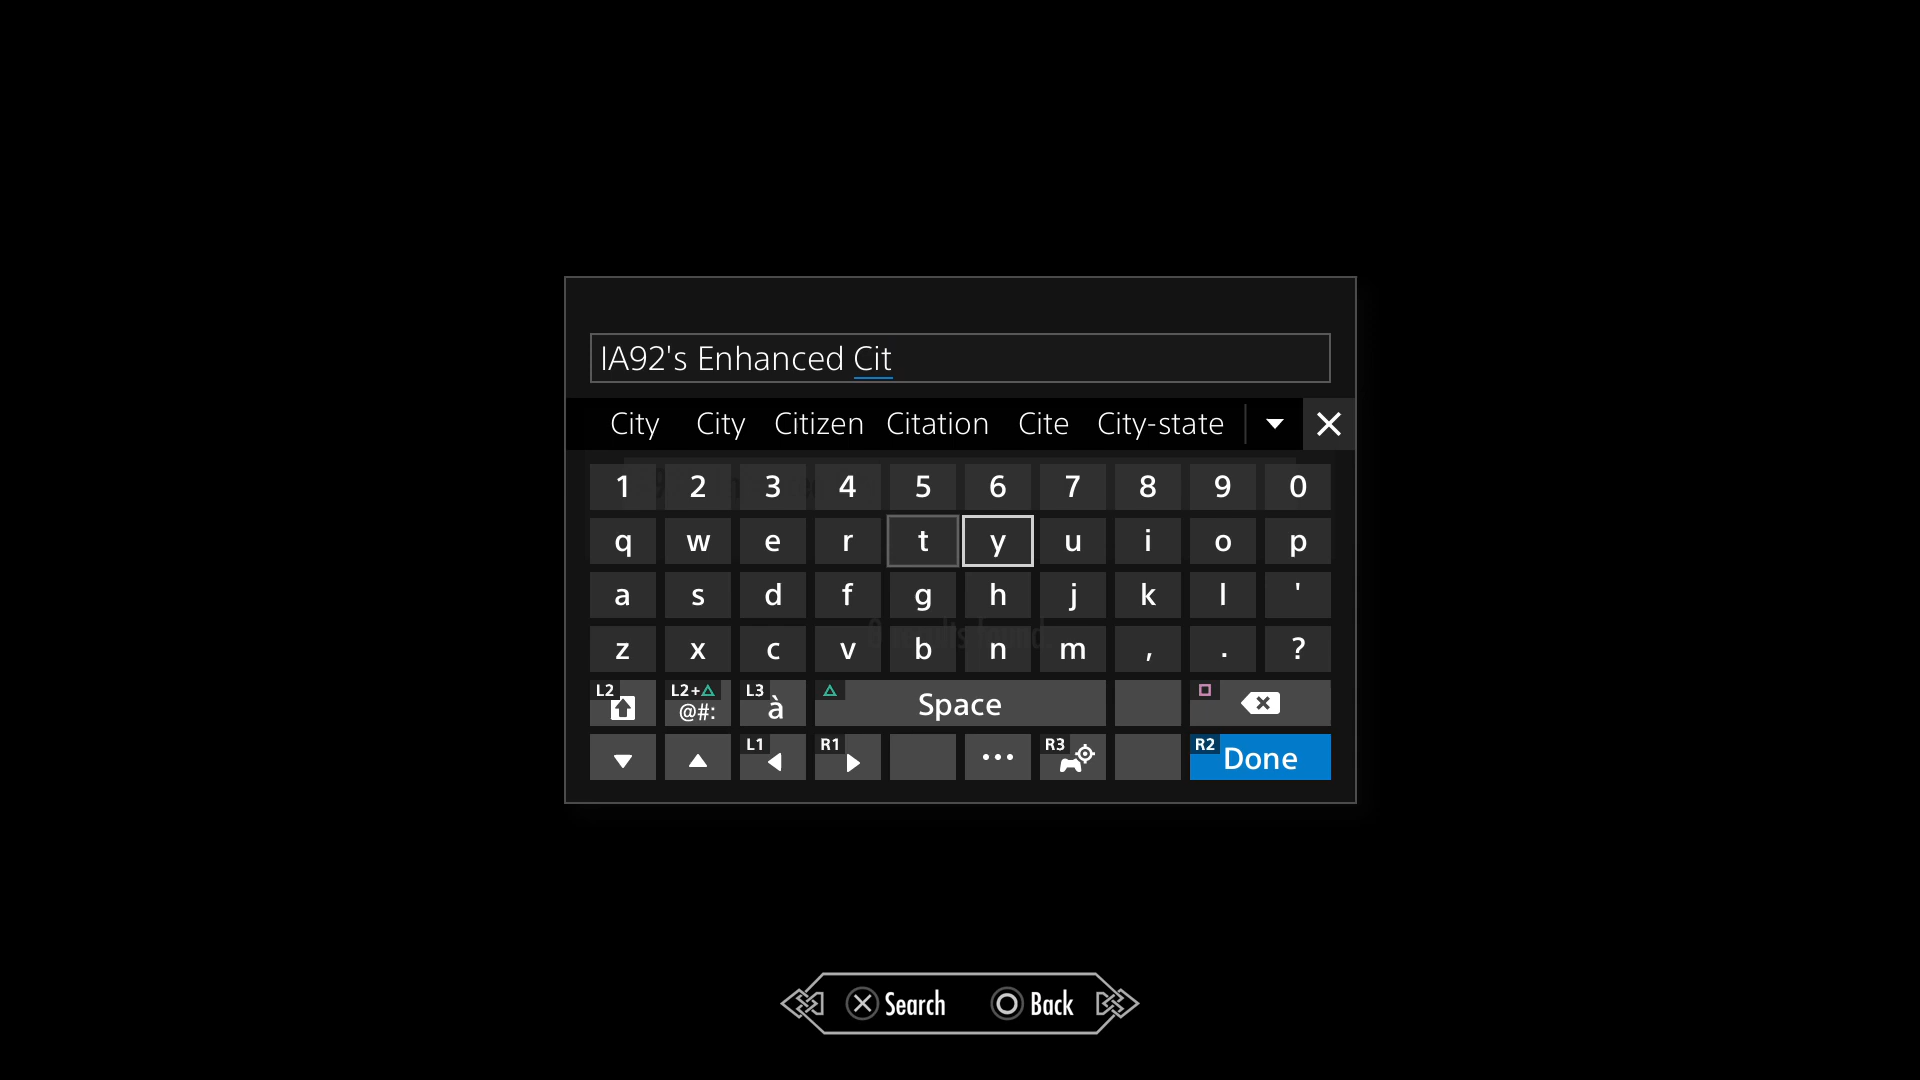 IA92's Enhanced Cit
City City Citizen Citation Cite City-state
1 2 3 4 5 6 7 8 9 0
q w e r t y u i o p
a s d f g h j k l '
z x c v b n m , . ?
L2 L2+△ @#: L3 à △ Space
L1 R1 ... R3 R2 Done
Search Back